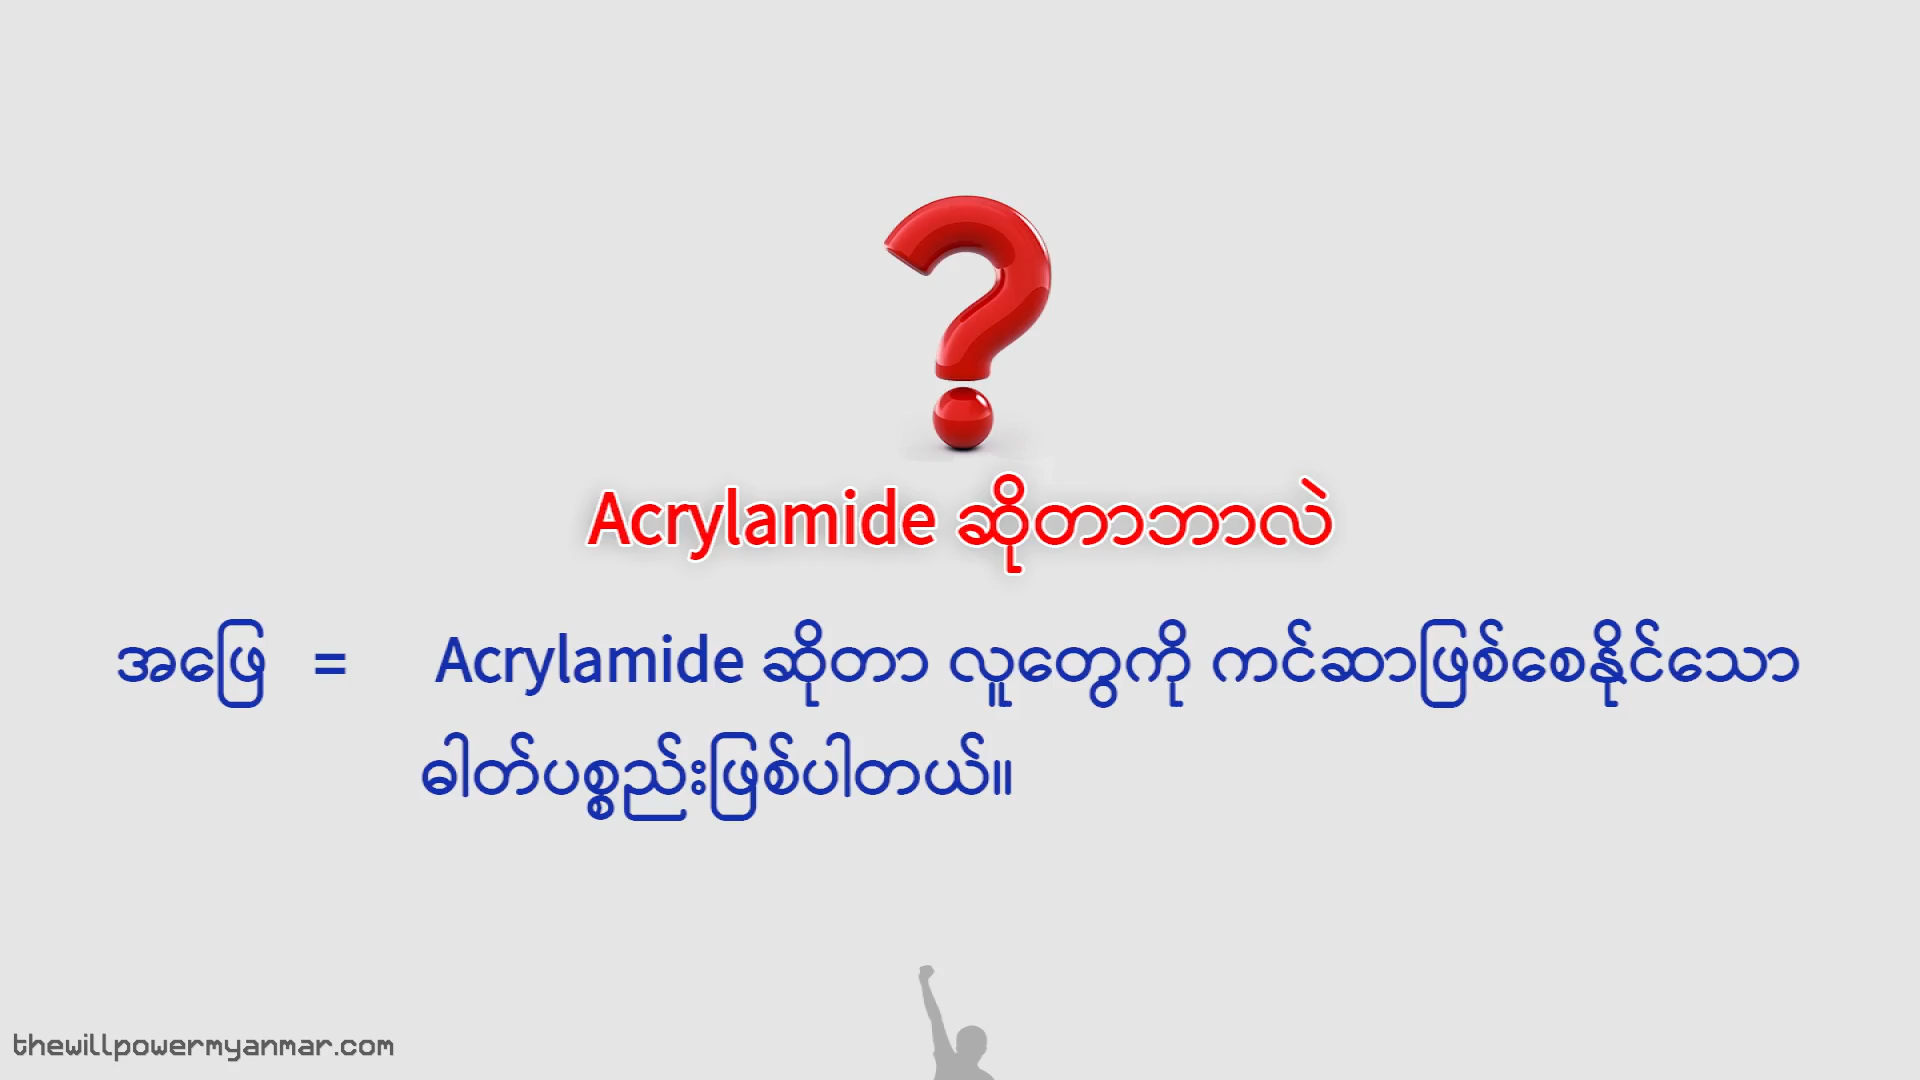 Acrylamide ဆိုတာဘာလဲ
အဖြေ = Acrylamide ဆိုတာ လူတွေကို ကင်ဆာဖြစ်စေနိုင်သော
ဓါတ်ပစ္စည်းဖြစ်ပါတယ်။
thewillpowermyanmar.com